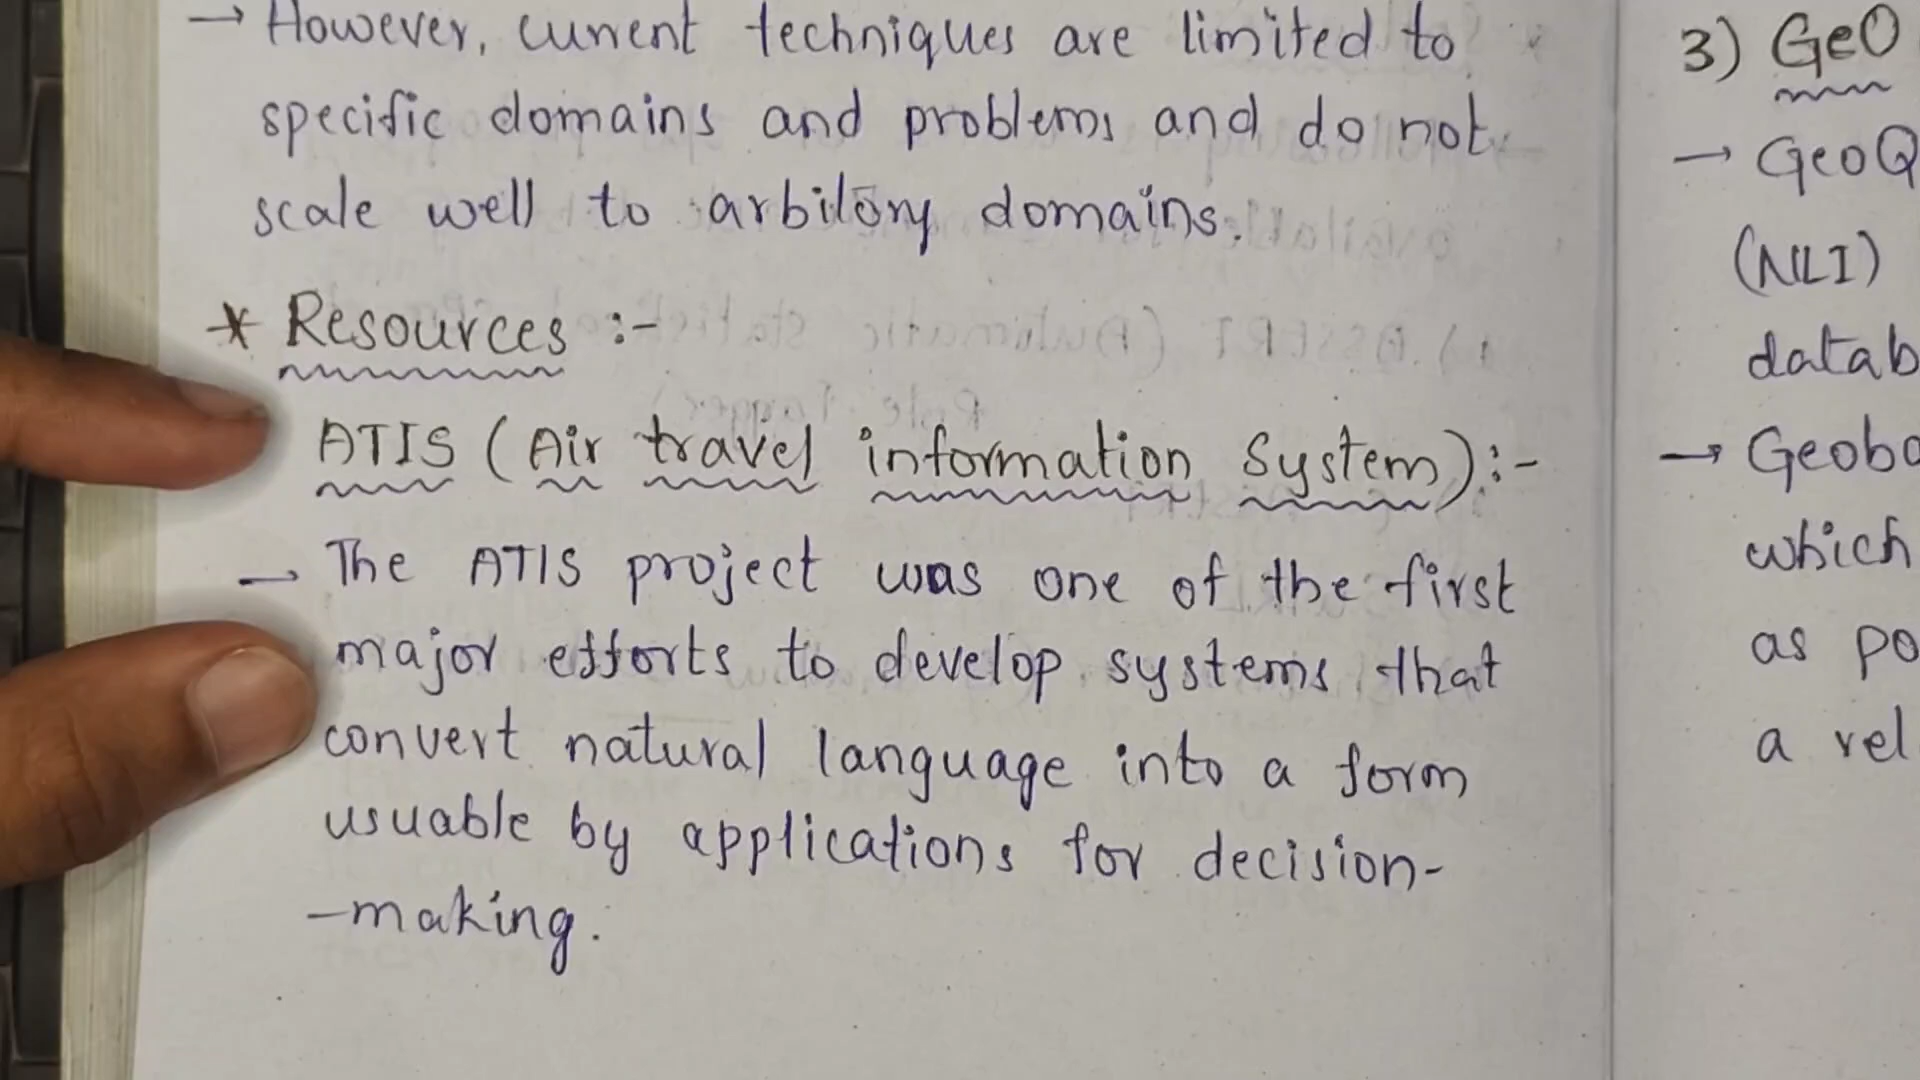 → However, current techniques are limited to
specific domains and problems and do not
scale well to arbitory domains.
* Resources :-
ATIS (Air travel information System) :-
→ The ATIS project was one of the first
major efforts to develop systems that
convert natural language into a form
usuable by applications for decision-
-making.
3) GeO
→ GeoQ
(NLI)
datab
→ Geoba
which
as po
a rel